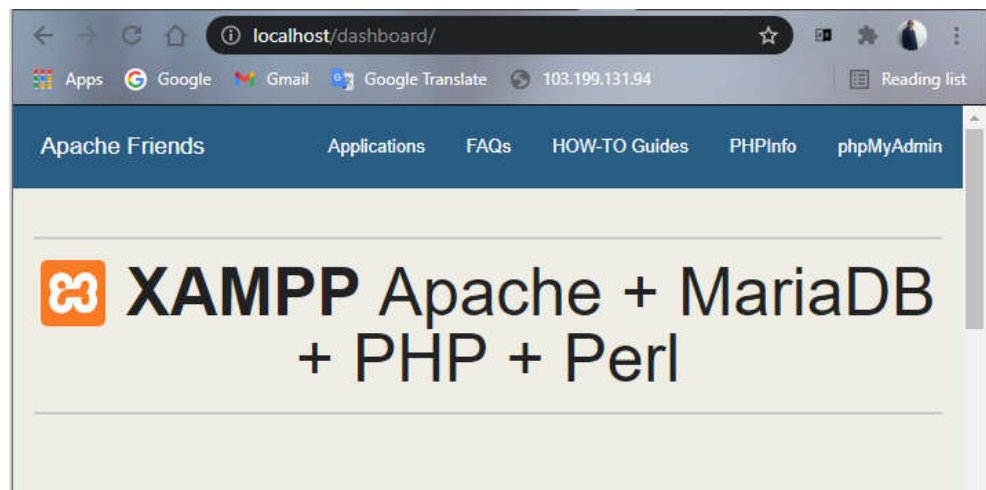 localhost/dashboard/
Apps Google Gmail Google Translate 103.199.131.94 Reading list
Apache Friends Applications FAQs HOW-TO Guides PHPInfo phpMyAdmin
XAMPP Apache + MariaDB
+ PHP + Perl